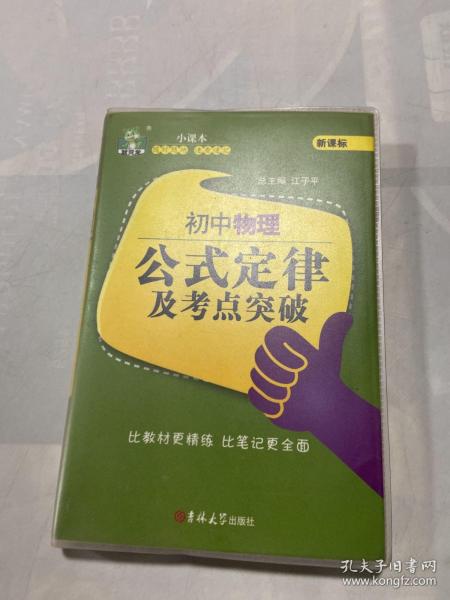 小课本
新课标
总主编 江子平
初中物理
公式定律
及考点突破
比教材更精练 比笔记更全面
吉林大学出版社
孔夫子旧书网
www.kongfz.com